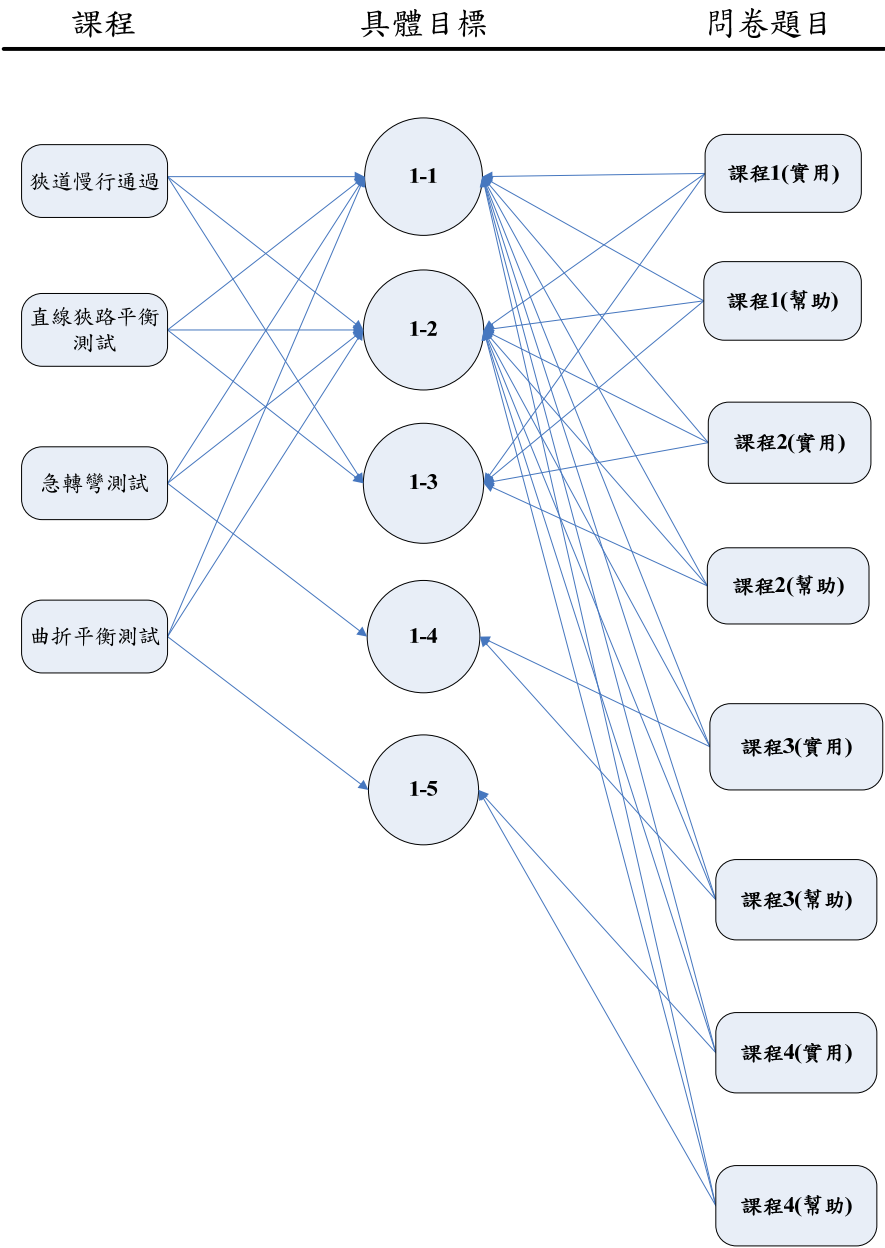 課程 具體目標 問卷題目
狹道慢行通過
直線狹路平衡
測試
急轉彎測試
曲折平衡測試
1-1
1-2
1-3
1-4
1-5
課程1(實用)
課程1(幫助)
課程2(實用)
課程2(幫助)
課程3(實用)
課程3(幫助)
課程4(實用)
課程4(幫助)